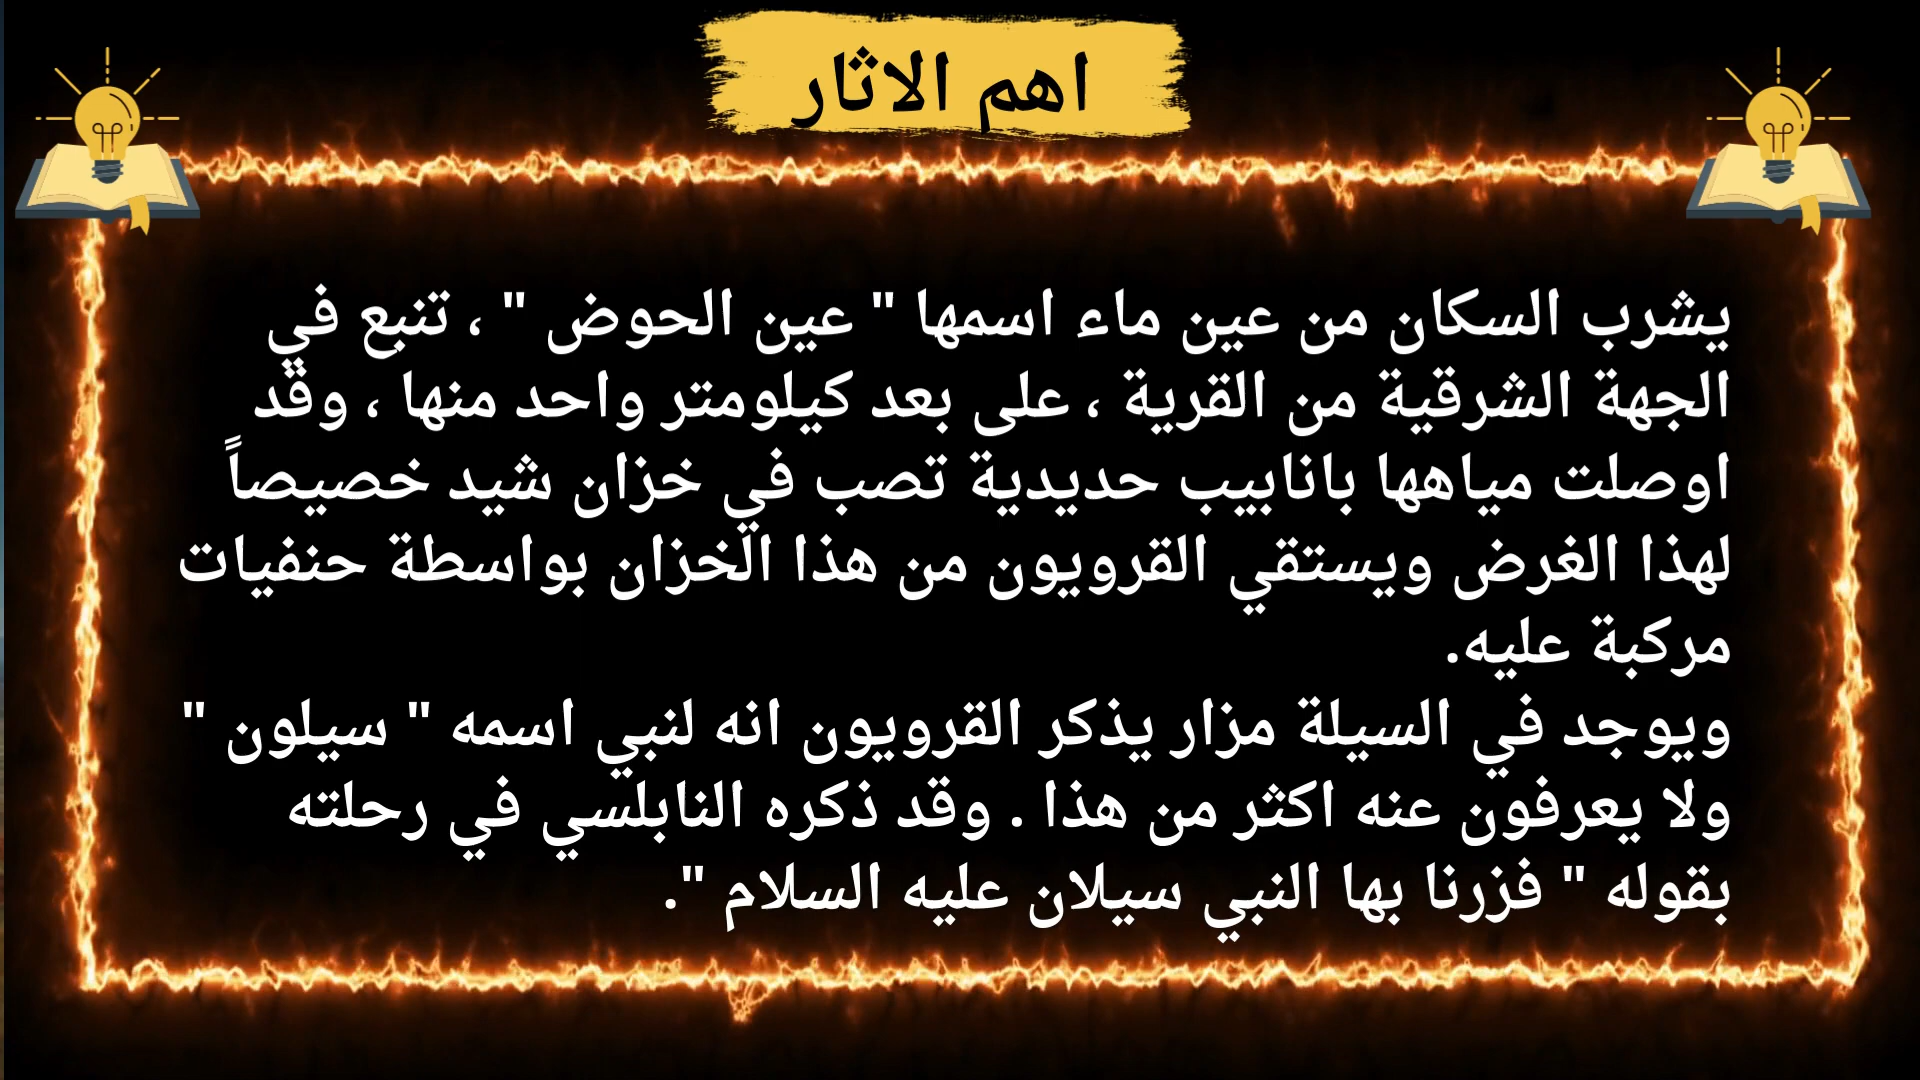 اهم الاثار
يشرب السكان من عين ماء اسمها " عين الحوض " ، تنبع في
الجهة الشرقية من القرية ، على بعد كيلومتر واحد منها ، وقد
اوصلت مياهها بانابيب حديدية تصب في خزان شيد خصيصاً
لهذا الغرض ويستقي القرويون من هذا الخزان بواسطة حنفيات
مركبة عليه.
ويوجد في السيلة مزار يذكر القرويون انه لنبي اسمه " سيلون "
ولا يعرفون عنه اكثر من هذا . وقد ذكره النابلسي في رحلته
بقوله " فزرنا بها النبي سيلان عليه السلام ".